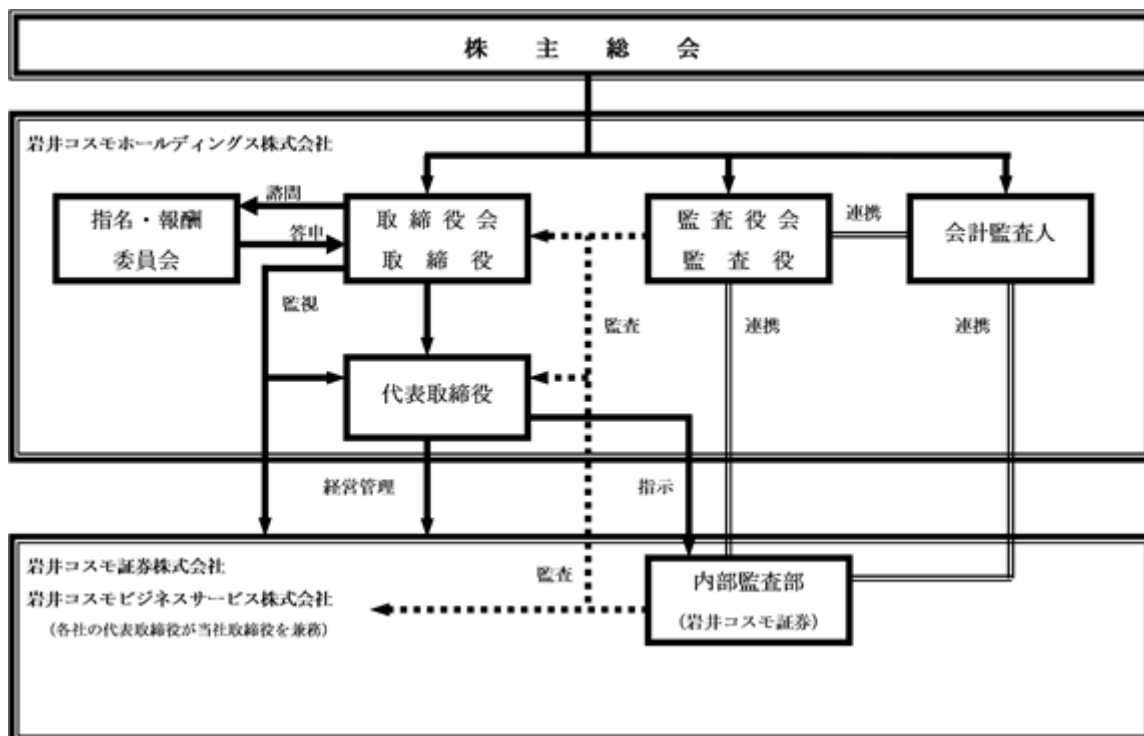 株主総会
岩井コスモホールディングス株式会社
諮問
指名・報酬
委員会
答申
取締役会
取締役
監査役会
監査役
連携
会計監査人
監視
監査
連携
連携
代表取締役
経営管理
指示
岩井コスモ証券株式会社
岩井コスモビジネスサービス株式会社
(各社の代表取締役が当社取締役を兼務)
監査
内部監査部
(岩井コスモ証券)